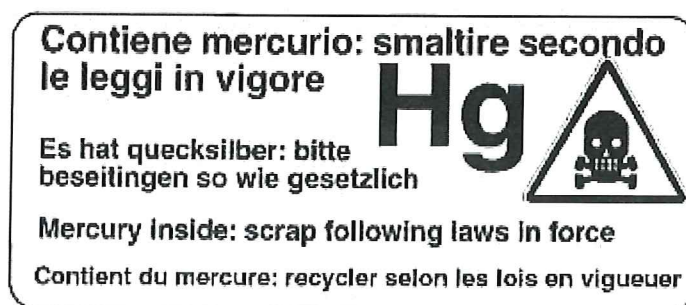 Contiene mercurio: smaltire secondo
le leggi in vigore
Hg
Es hat quecksilber: bitte
beseitingen so wie gesetzlich
Mercury inside: scrap following laws in force
Contient du mercure: recycler selon les lois en vigueuer